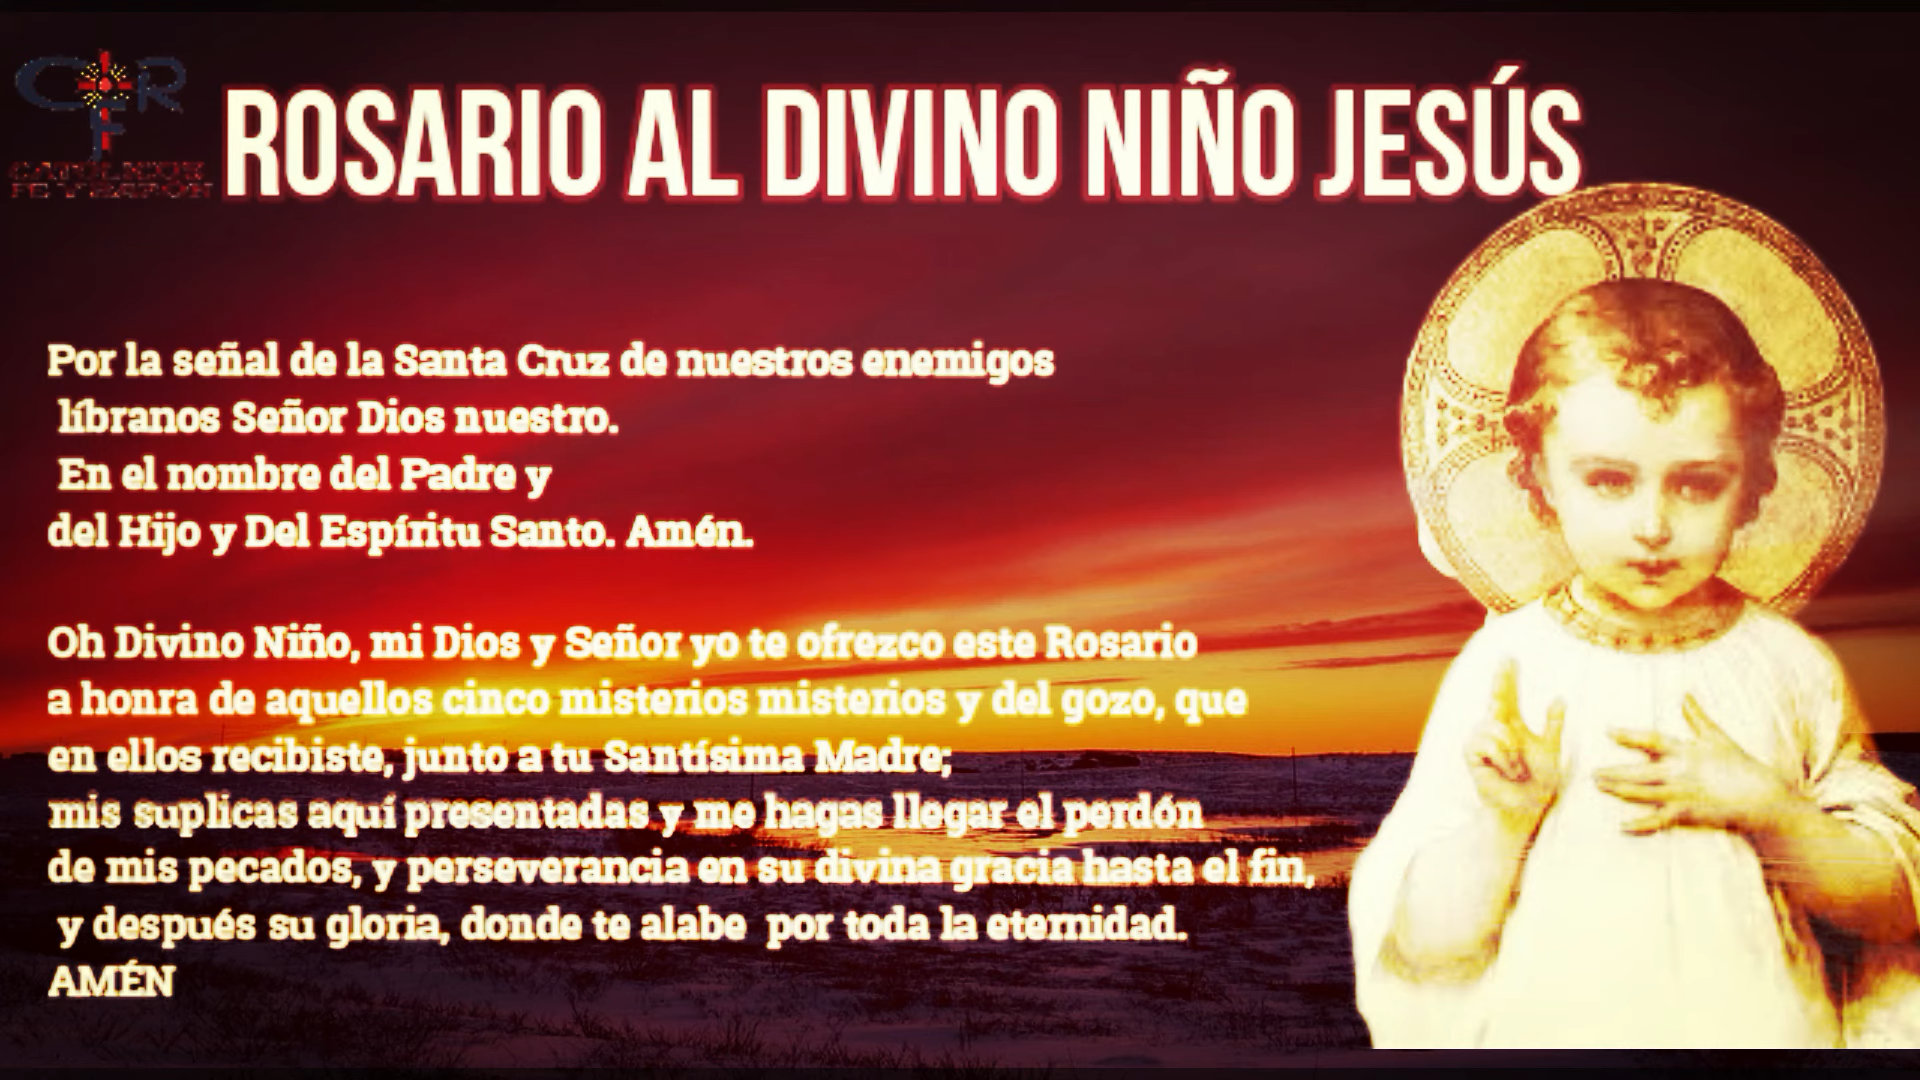 CRF
CATOLICOS
FE Y RAZÓN
ROSARIO AL DIVINO NIÑO JESÚS
Por la señal de la Santa Cruz de nuestros enemigos
líbranos Señor Dios nuestro.
En el nombre del Padre y
del Hijo y Del Espíritu Santo. Amén.
Oh Divino Niño, mi Dios y Señor yo te ofrezco este Rosario
a honra de aquellos cinco misterios misterios y del gozo, que
en ellos recibiste, junto a tu Santísima Madre;
mis suplicas aquí presentadas y me hagas llegar el perdón
de mis pecados, y perseverancia en su divina gracia hasta el fin,
y después su gloria, donde te alabe por toda la eternidad.
AMÉN